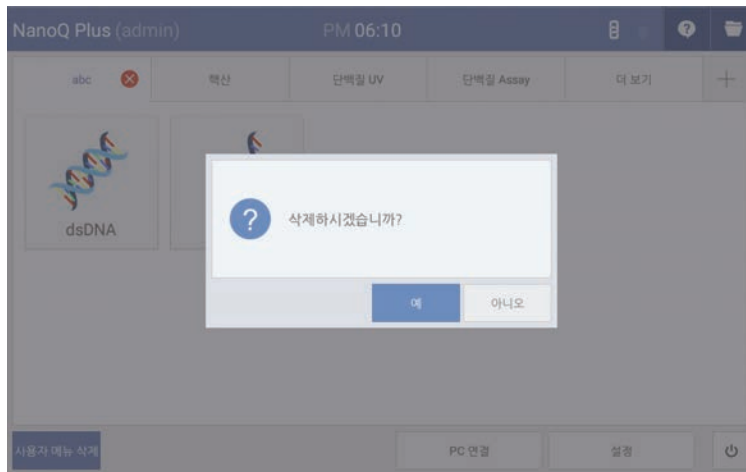 NanoQ Plus (admin)
PM 06:10
abc
핵산
단백질 UV
단백질 Assay
더 보기
dsDNA
삭제하시겠습니까?
예
아니오
사용자 메뉴 삭제
PC 연결
설정